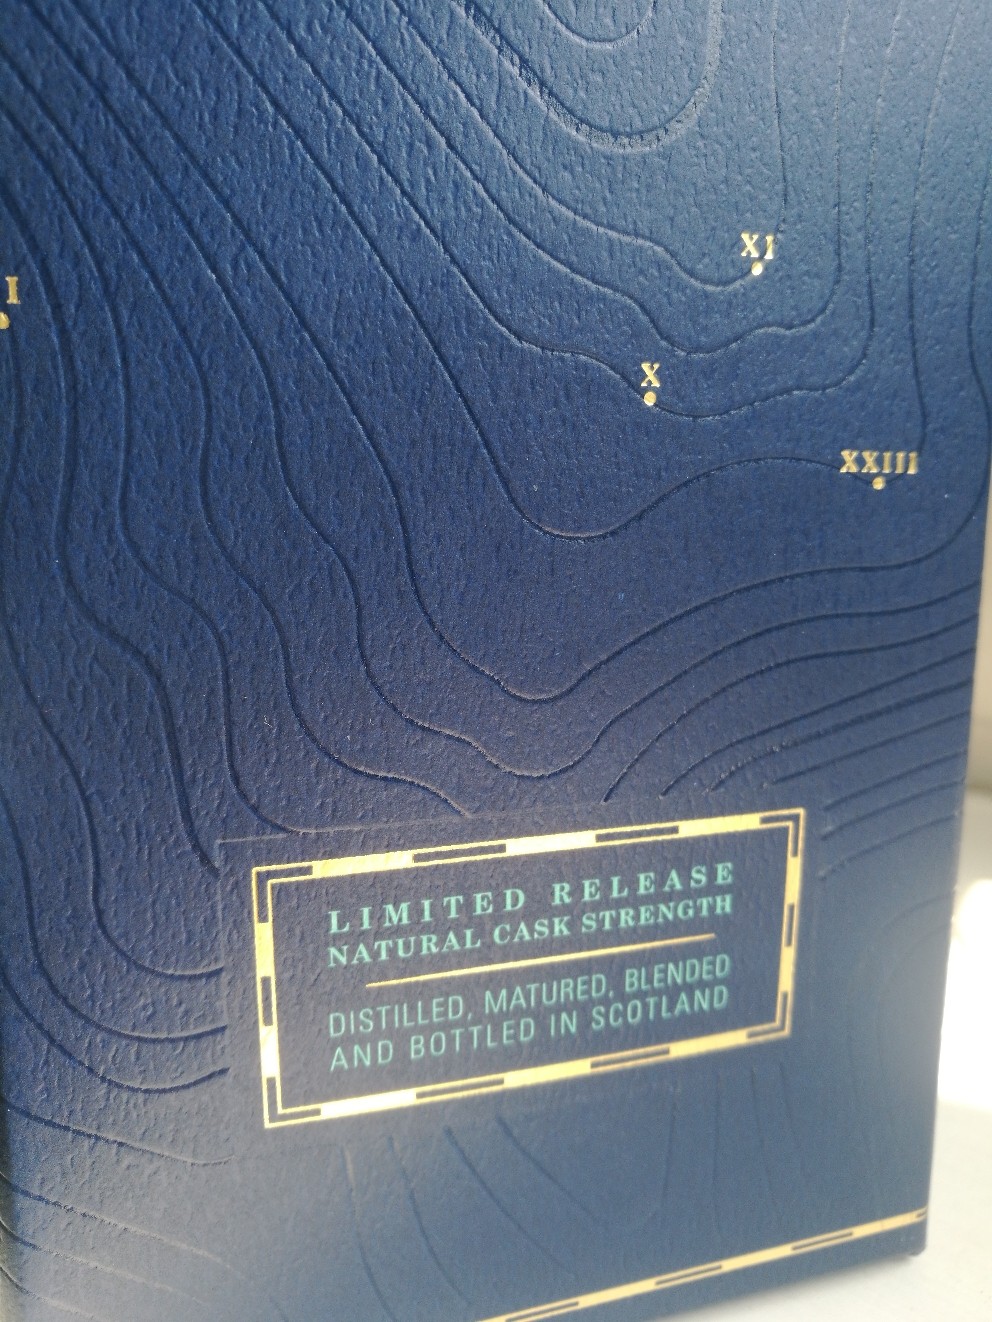 I
XI
X
XXIII
LIMITED RELEASE
NATURAL CASK STRENGTH
DISTILLED, MATURED, BLENDED
AND BOTTLED IN SCOTLAND